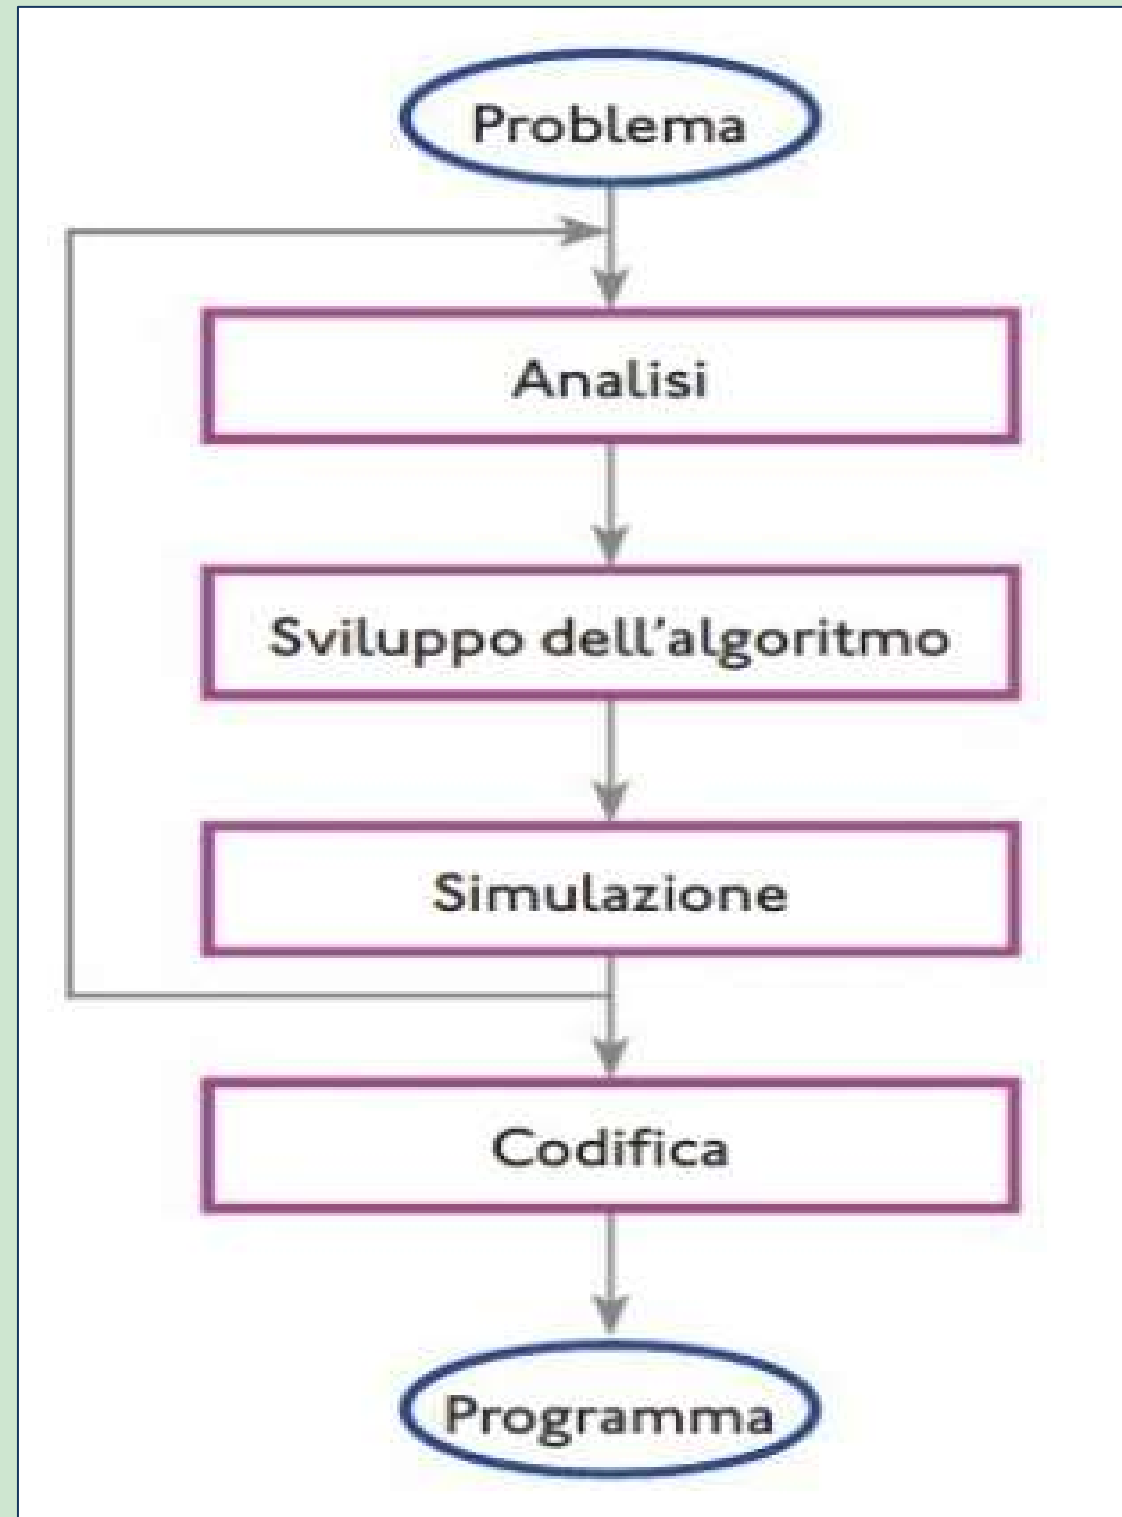 Problema
Analisi
Sviluppo dell'algoritmo
Simulazione
Codifica
Programma